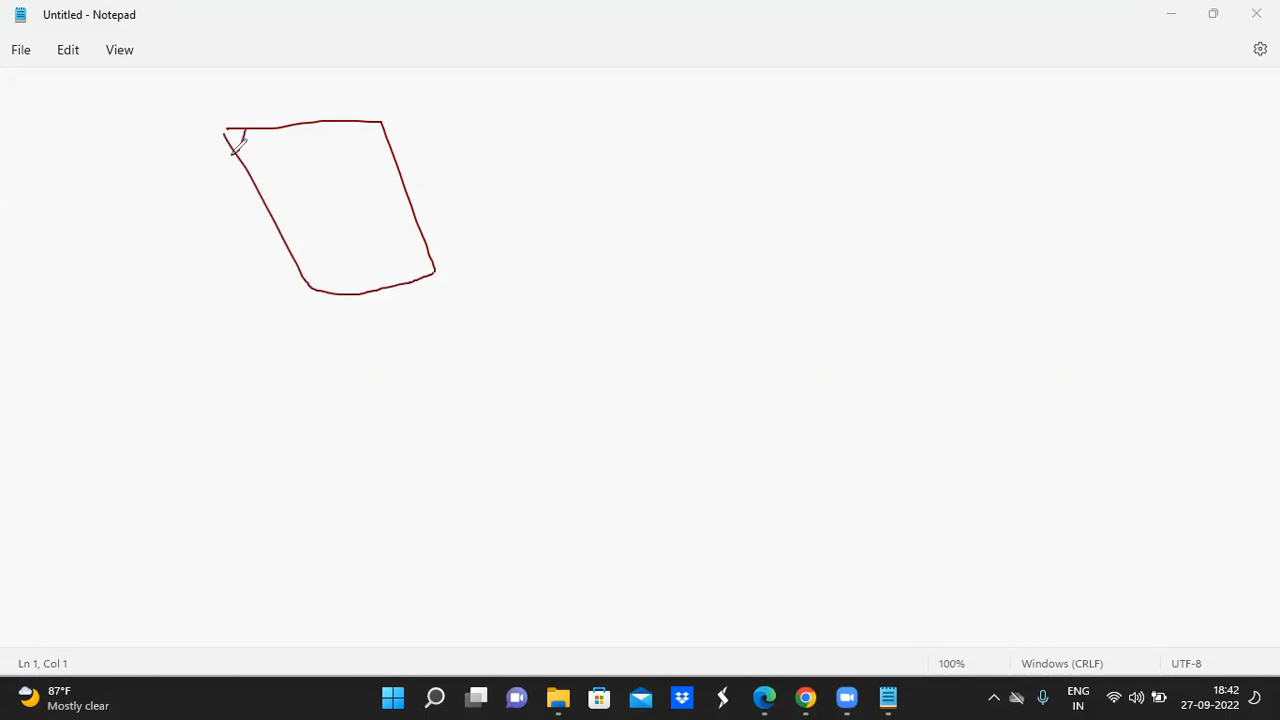 Untitled - Notepad
File Edit View
Ln 1, Col 1 100% Windows (CRLF) UTF-8
87°F
Mostly clear
ENG
IN
18:42
27-09-2022